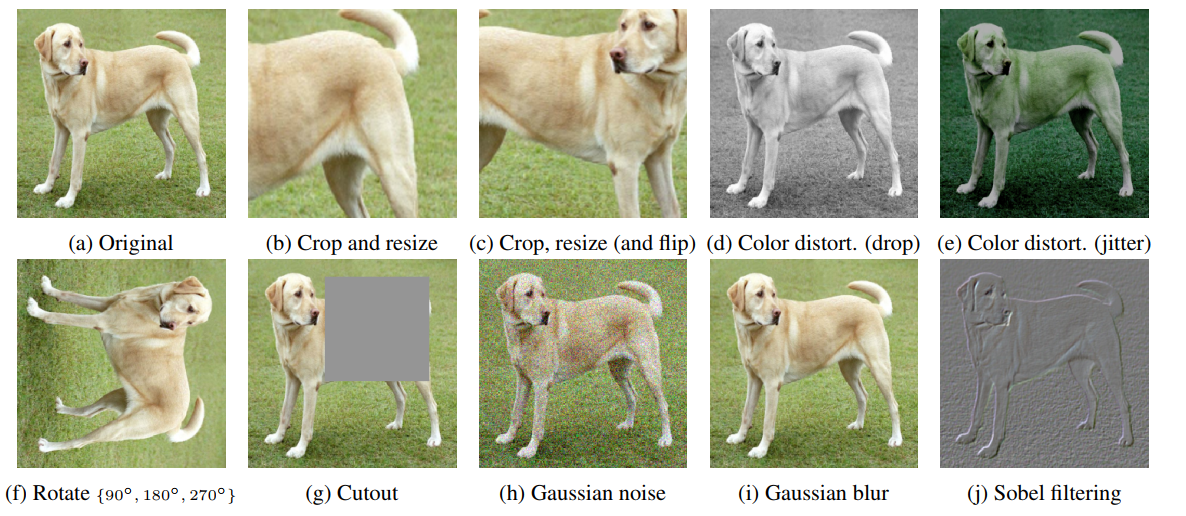 (a) Original
(b) Crop and resize
(c) Crop, resize (and flip)
(d) Color distort. (drop)
(e) Color distort. (jitter)
(f) Rotate {90°, 180°, 270°}
(g) Cutout
(h) Gaussian noise
(i) Gaussian blur
(j) Sobel filtering